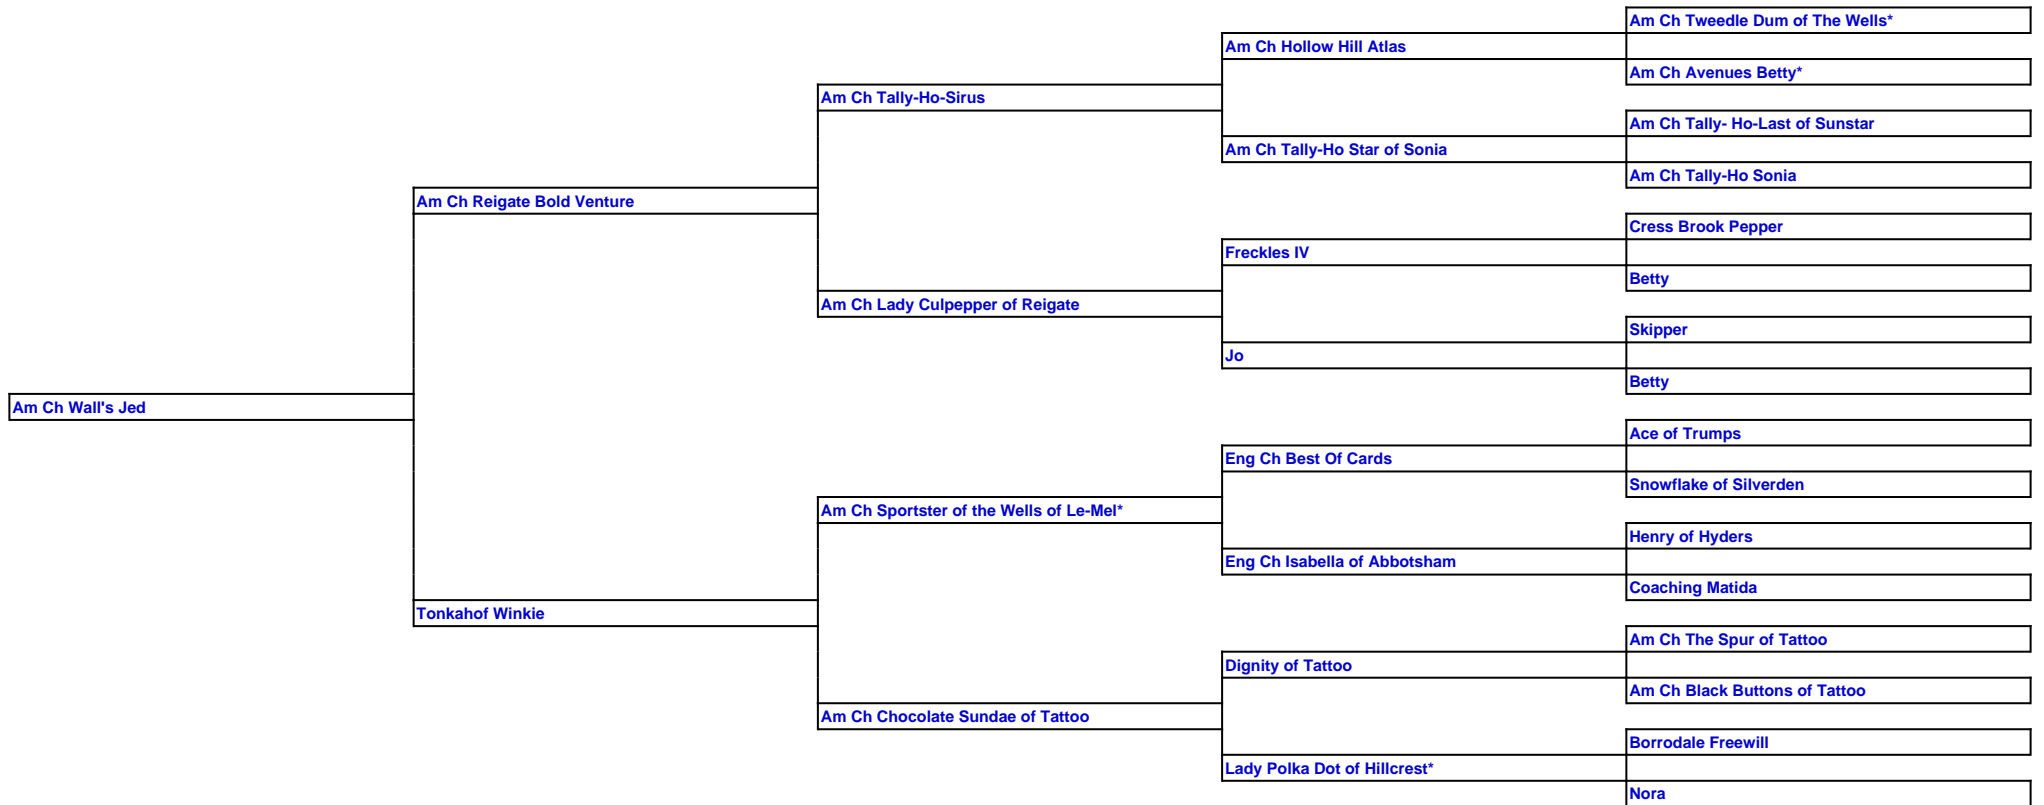 Am Ch Tweedle Dum of The Wells*
Am Ch Hollow Hill Atlas
Am Ch Avenues Betty*
Am Ch Tally-Ho-Sirus
Am Ch Tally- Ho-Last of Sunstar
Am Ch Tally-Ho Star of Sonia
Am Ch Tally-Ho Sonia
Am Ch Reigate Bold Venture
Cress Brook Pepper
Freckles IV
Betty
Am Ch Lady Culpepper of Reigate
Skipper
Jo
Betty
Am Ch Wall's Jed
Ace of Trumps
Eng Ch Best Of Cards
Snowflake of Silverden
Am Ch Sportster of the Wells of Le-Mel*
Henry of Hyders
Eng Ch Isabella of Abbotsham
Coaching Matida
Tonkahof Winkie
Am Ch The Spur of Tattoo
Dignity of Tattoo
Am Ch Black Buttons of Tattoo
Am Ch Chocolate Sundae of Tattoo
Borrodale Freewill
Lady Polka Dot of Hillcrest*
Nora